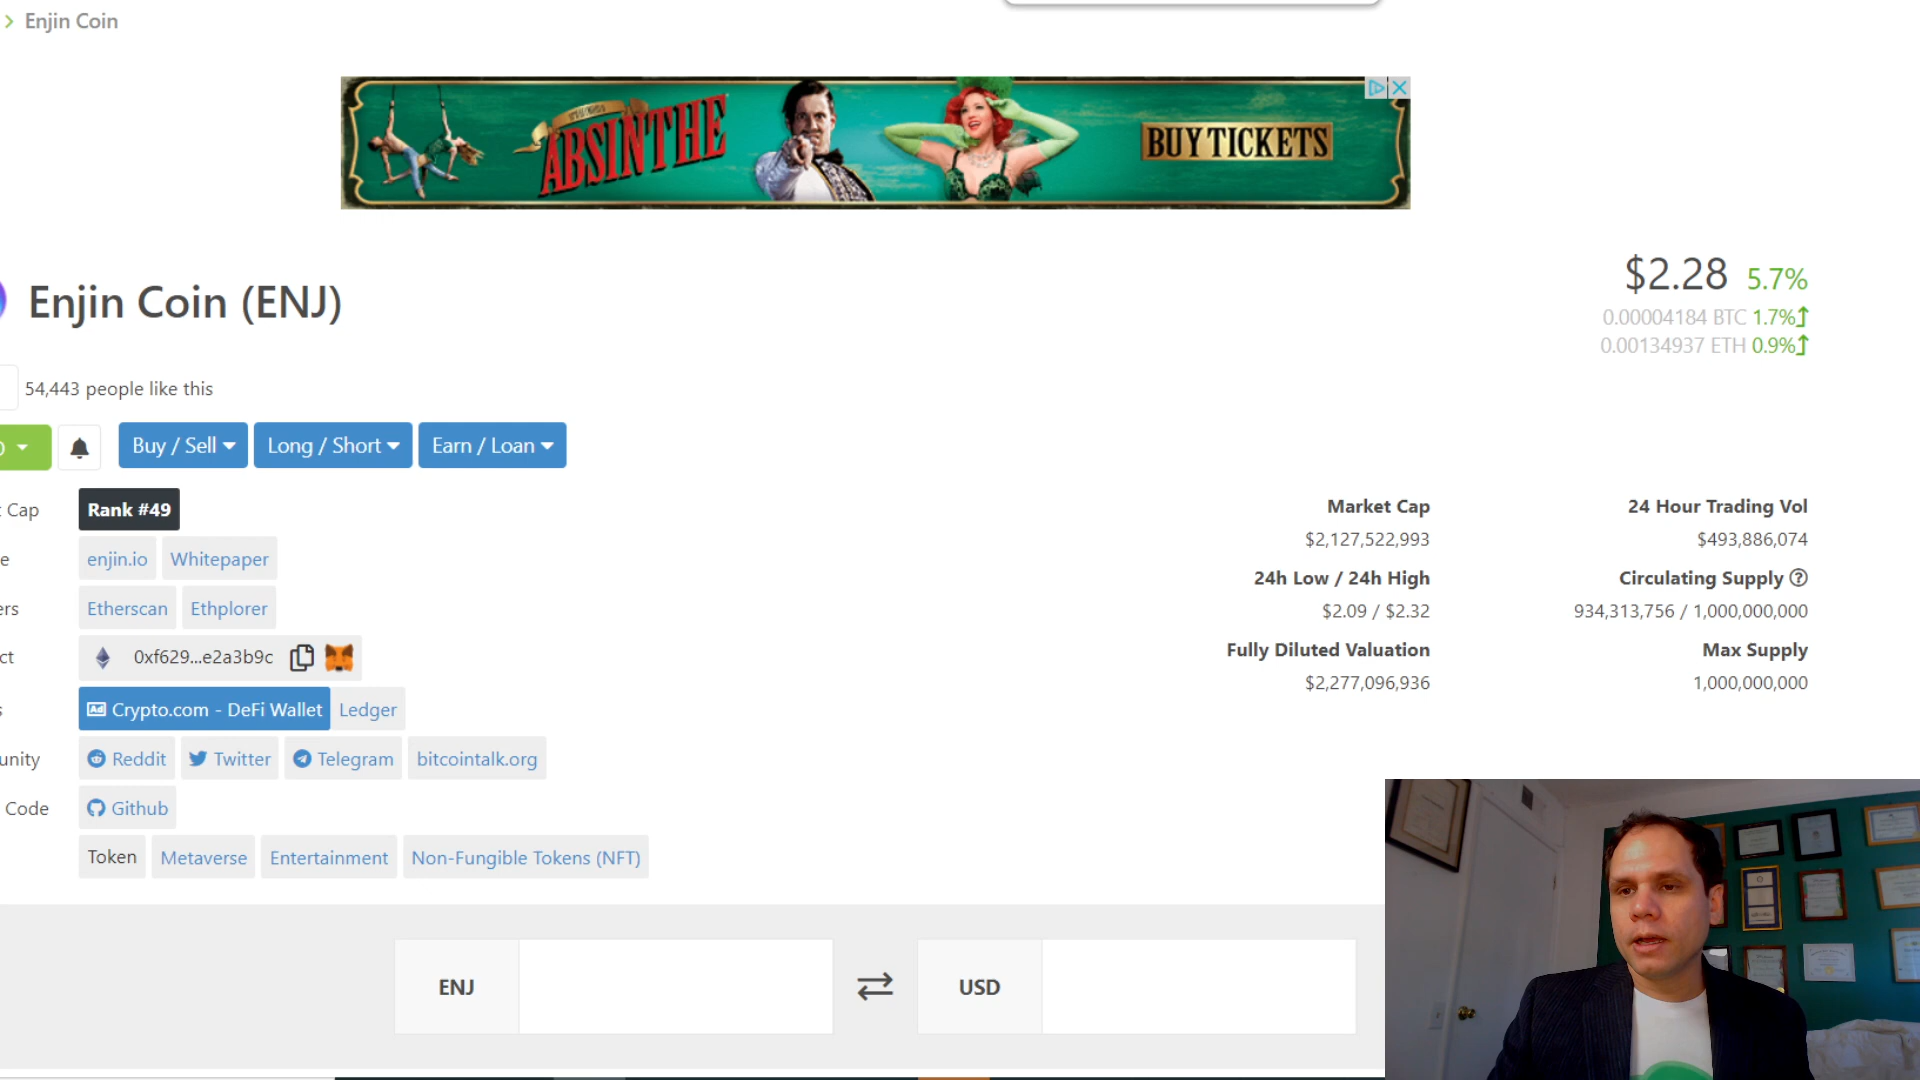 Enjin Coin
ABSINTHE
BUY TICKETS
Enjin Coin (ENJ)
$2.28 5.7%
0.00004184 BTC 1.7%
0.00134937 ETH 0.9%
54,443 people like this
Buy / Sell Long / Short Earn / Loan
Cap Rank #49
enjin.io Whitepaper
Etherscan Ethplorer
0xf629...e2a3b9c
Ad Crypto.com - DeFi Wallet Ledger
Reddit Twitter Telegram bitcointalk.org
Code Github
Token Metaverse Entertainment Non-Fungible Tokens (NFT)
Market Cap
$2,127,522,993
24 Hour Trading Vol
$493,886,074
24h Low / 24h High
$2.09 / $2.32
Circulating Supply ?
934,313,756 / 1,000,000,000
Fully Diluted Valuation
$2,277,096,936
Max Supply
1,000,000,000
ENJ USD